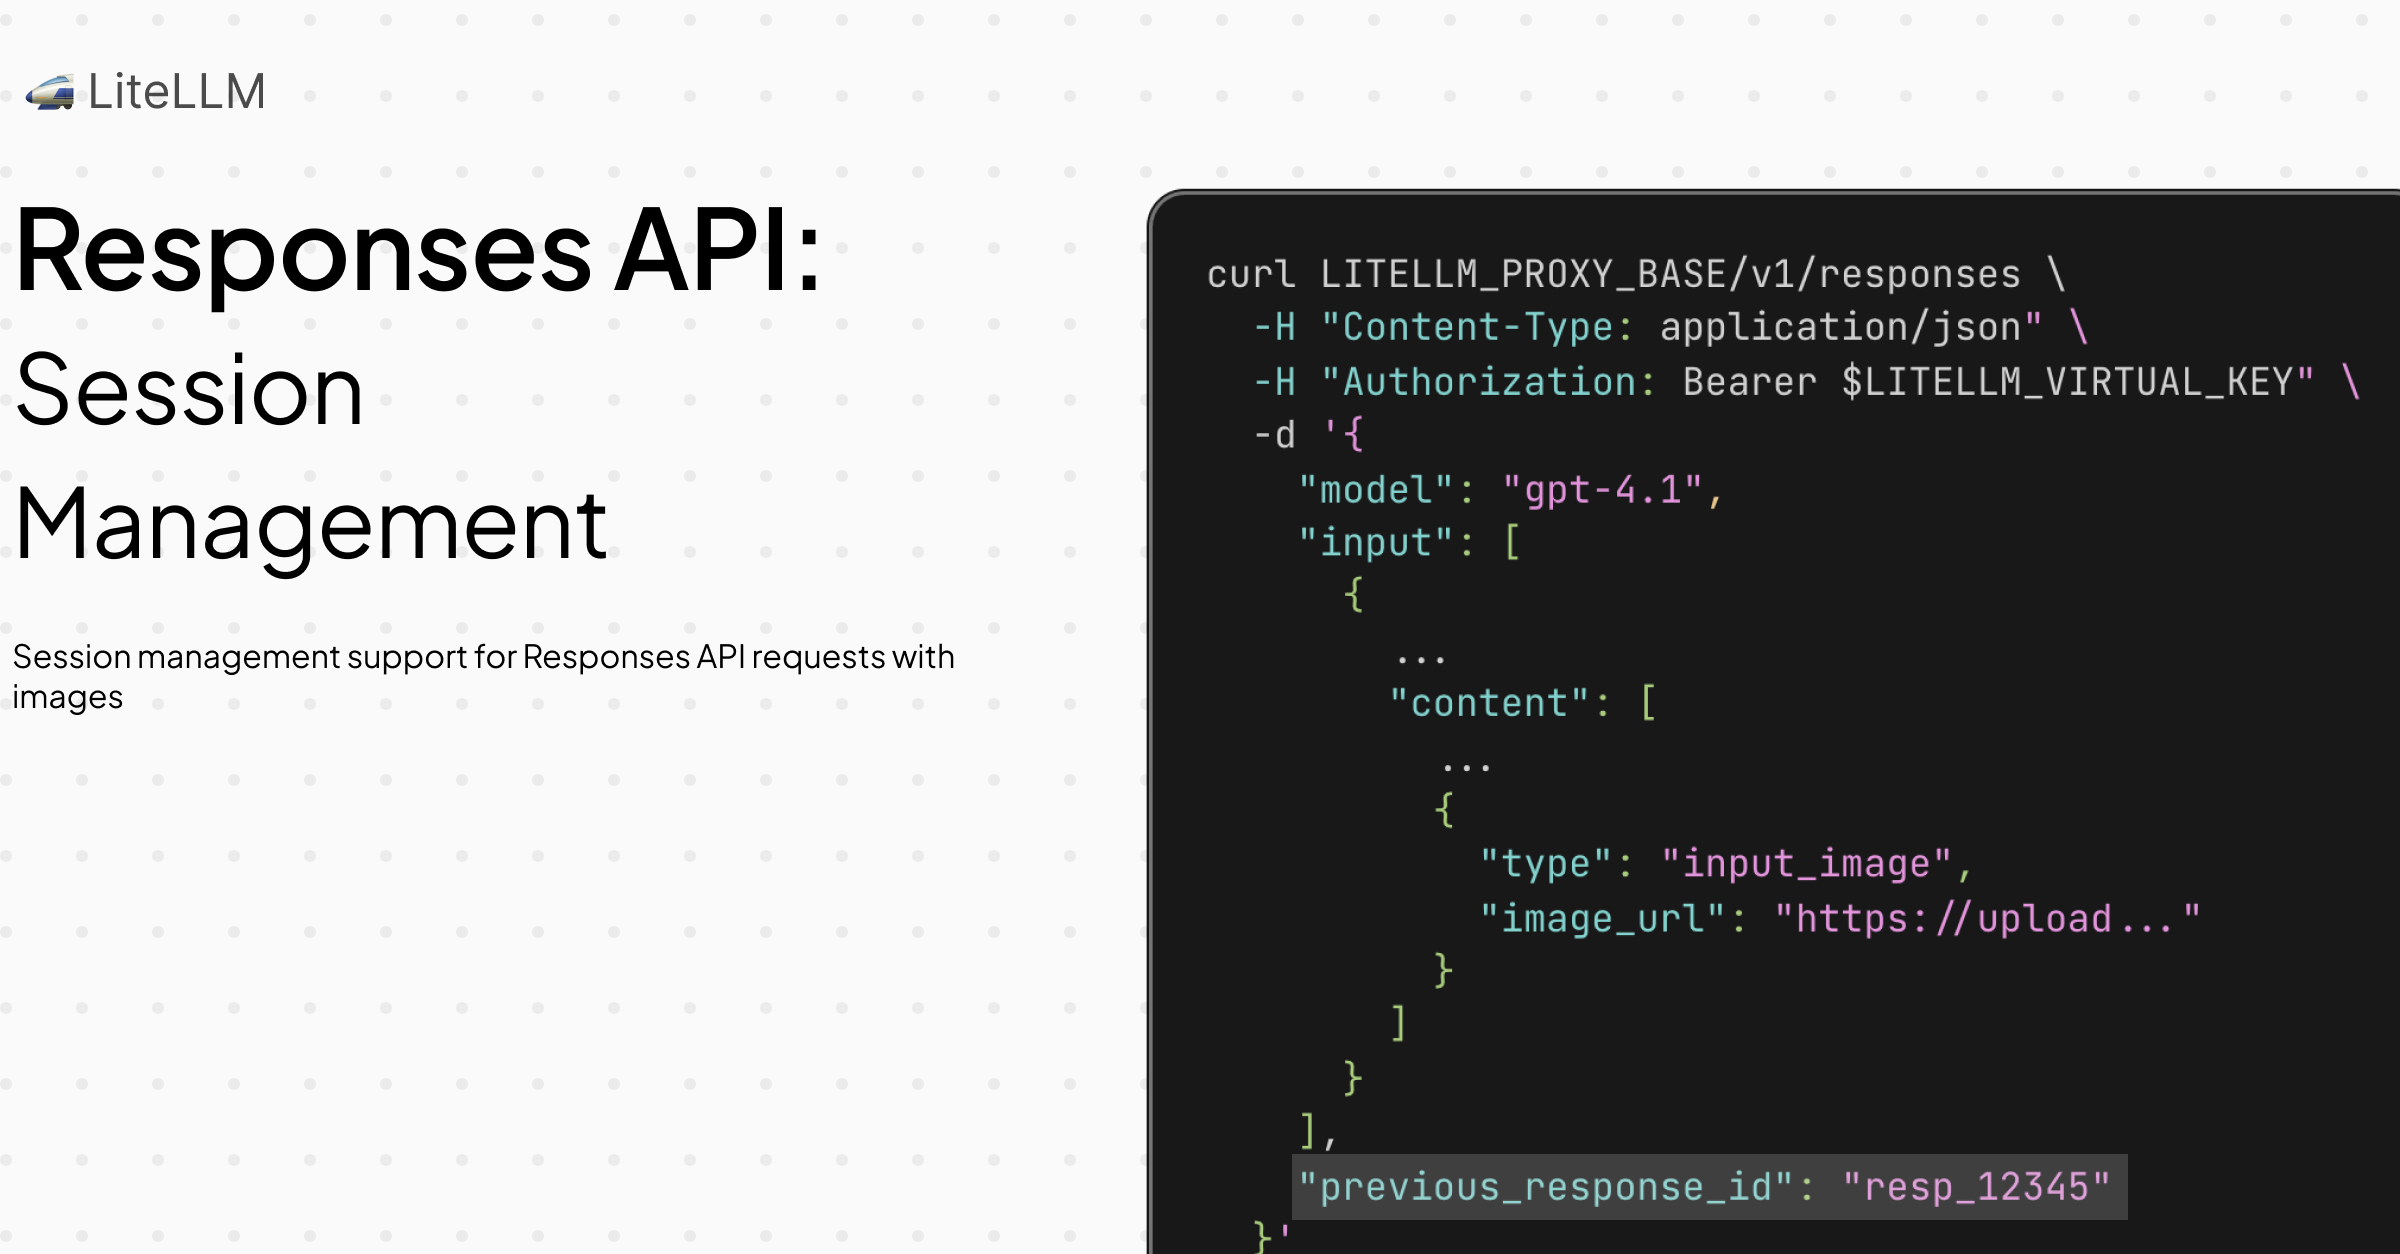 LiteLLM
Responses API:
Session
Management
Session management support for Responses API requests with
images
curl LITELLM_PROXY_BASE/v1/responses \
  -H "Content-Type: application/json" \
  -H "Authorization: Bearer $LITELLM_VIRTUAL_KEY" \
  -d '{
    "model": "gpt-4.1",
    "input": [
      {
        ...
        "content": [
          ...
          {
            "type": "input_image",
            "image_url": "https://upload..."
          }
        ]
      }
    ],
    "previous_response_id": "resp_12345"
  }'